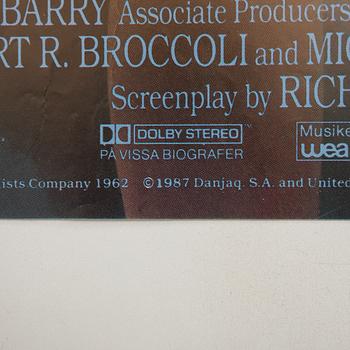 BARRY Associate Producers
RT R. BROCCOLI and MIC
Screenplay by RICH
DOLBY STEREO™
PÅ VISSA BIOGRAFER
Musike
wea
ists Company 1962 ©1987 Danjaq, S.A. and United